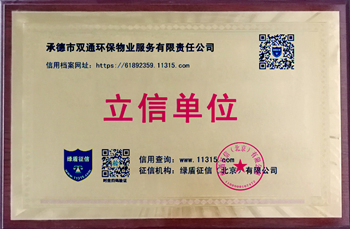 承德市双通环保物业服务有限责任公司
信用档案网址：https://61892359.11315.com
立信单位
绿盾征信
信用查询：www.11315.com
征信机构：绿盾征信（北京）有限公司